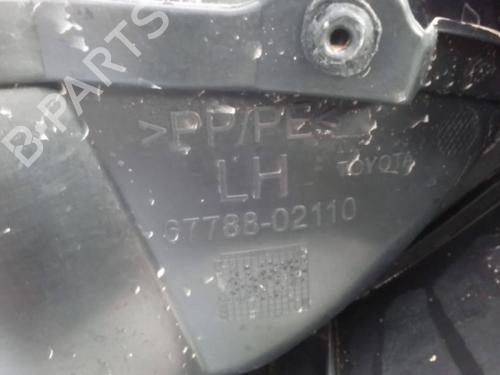 B-PARTS
>PP/PE<
LH
TOYOTA
67788-02110